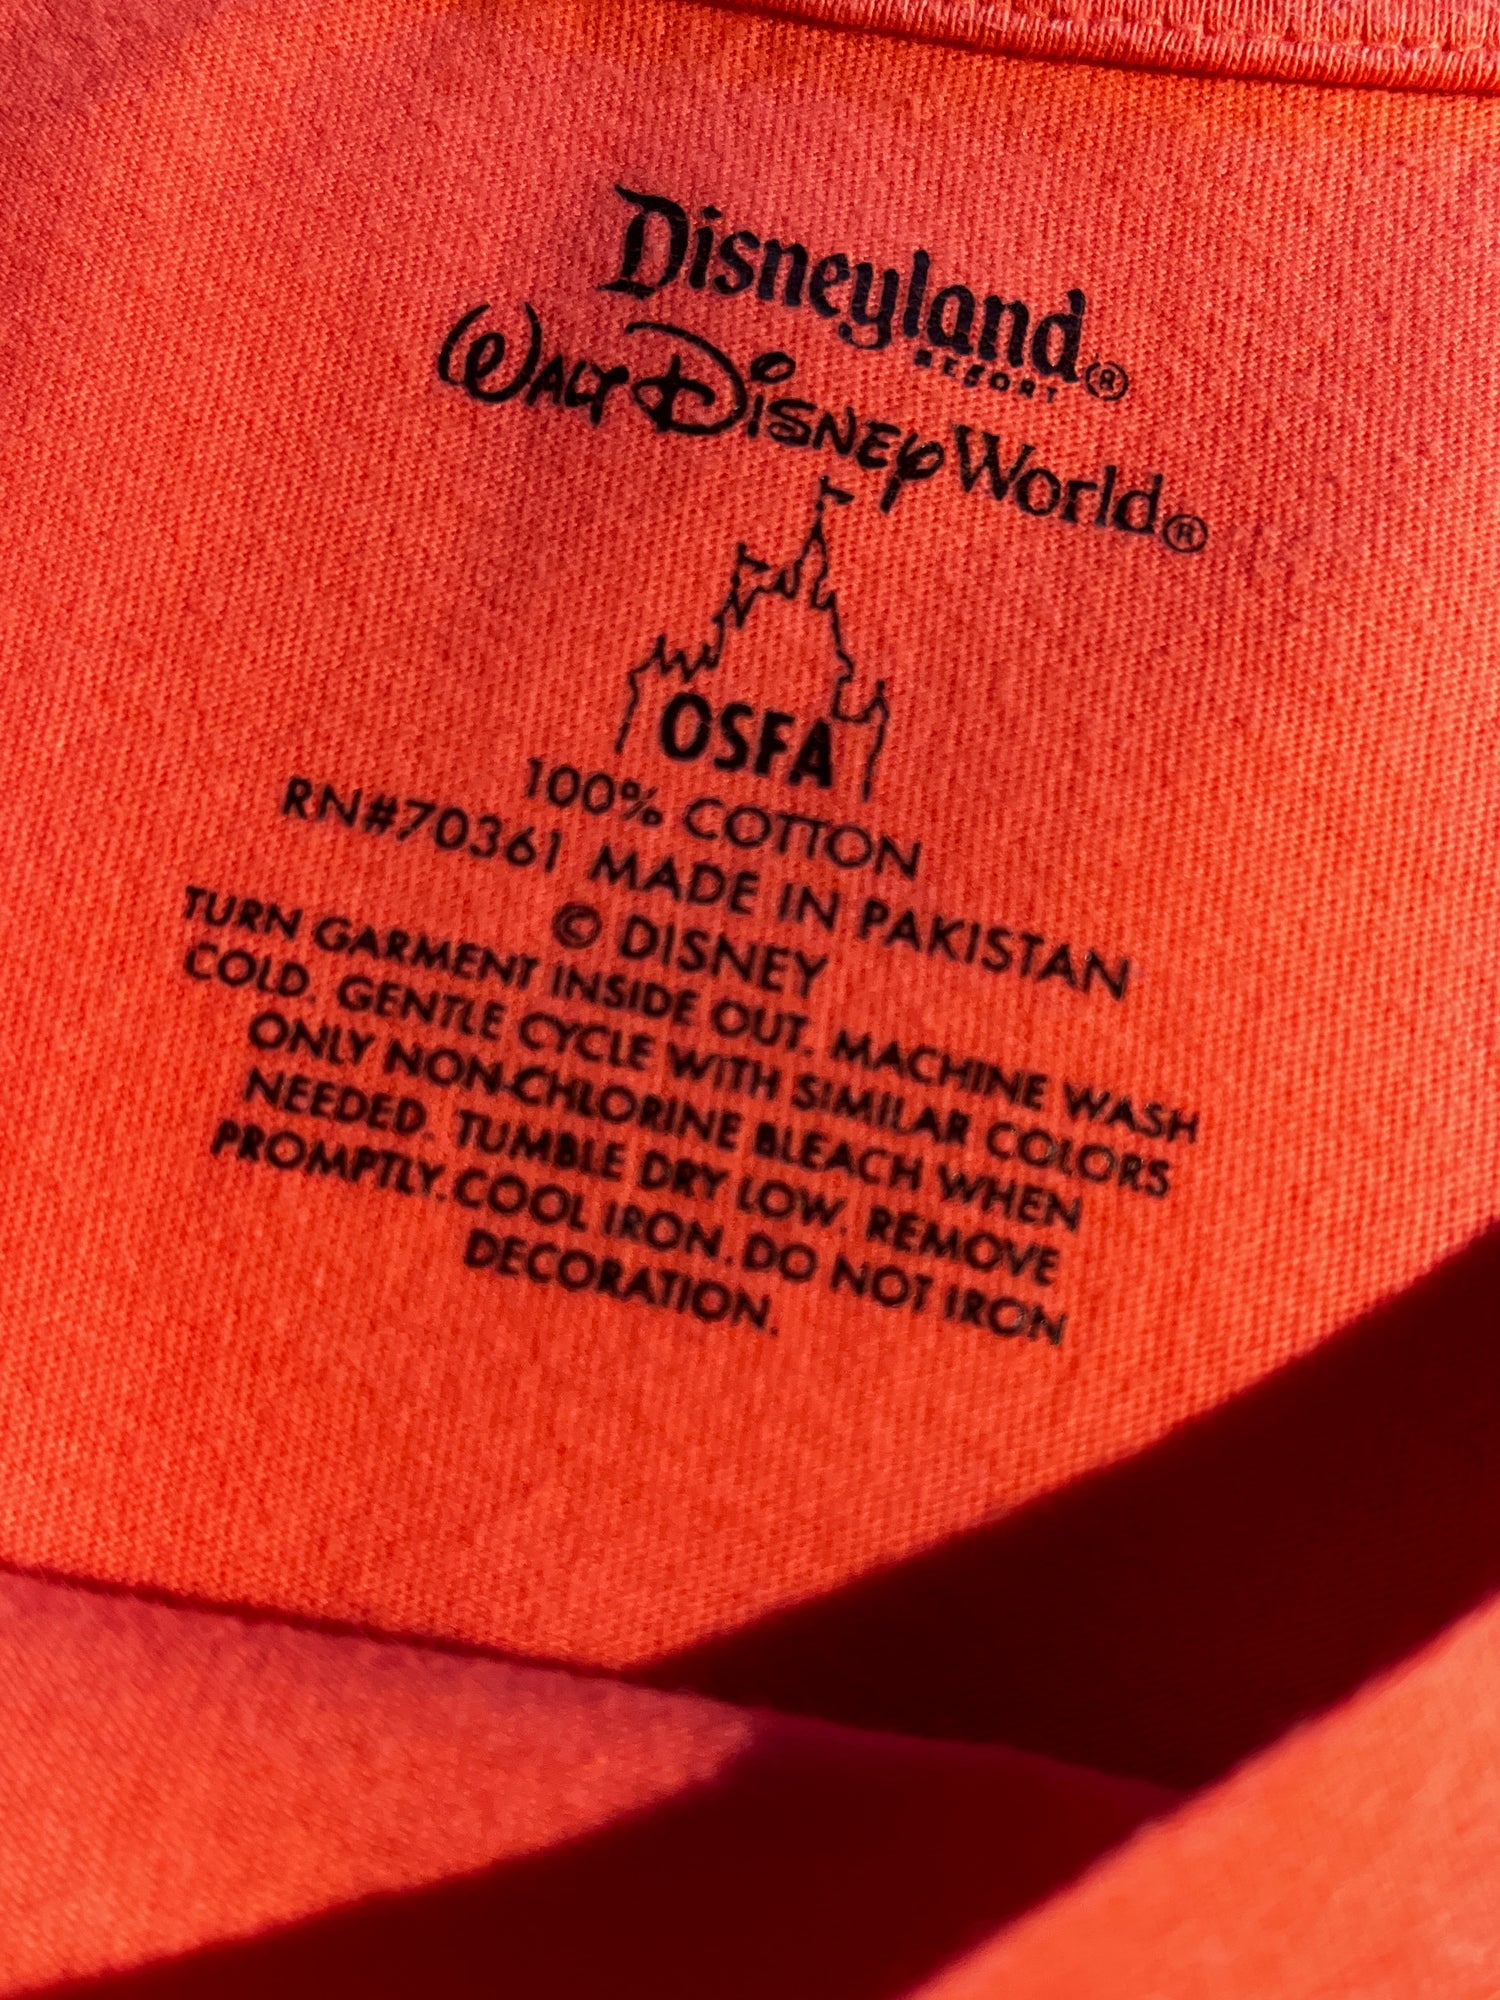 Disneyland®
RESORT
WALT DISNEY World®
OSFA
100% COTTON
RN#70361 MADE IN PAKISTAN
© DISNEY
TURN GARMENT INSIDE OUT. MACHINE WASH
COLD. GENTLE CYCLE WITH SIMILAR COLORS
ONLY NON-CHLORINE BLEACH WHEN
NEEDED. TUMBLE DRY LOW. REMOVE
PROMPTLY.COOL IRON.DO NOT IRON
DECORATION.